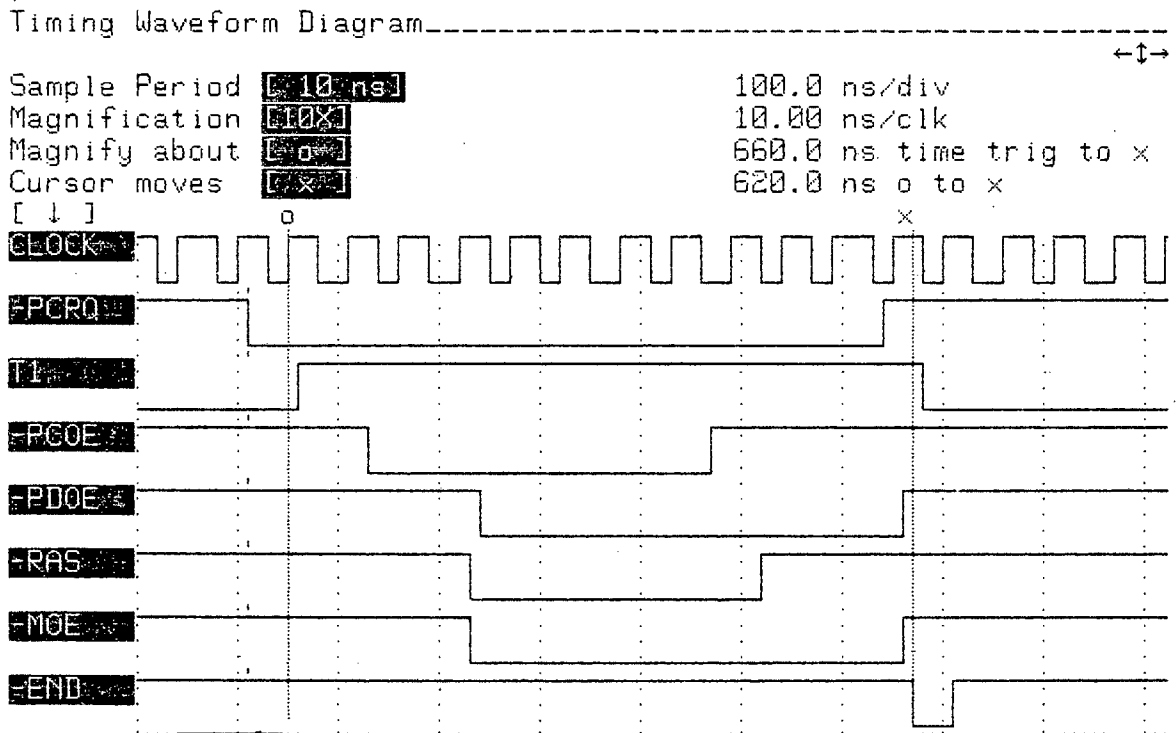 Timing Waveform Diagram
←↕→
Sample Period [ 10 ns] 100.0 ns/div
Magnification [10X] 10.00 ns/clk
Magnify about [ o ] 660.0 ns time trig to x
Cursor moves [ x ] 620.0 ns o to x
[ ↓ ] o x
CLOCK
-PCRQ
T1
-PCOE
-PDOE
-RAS
-MOE
-END